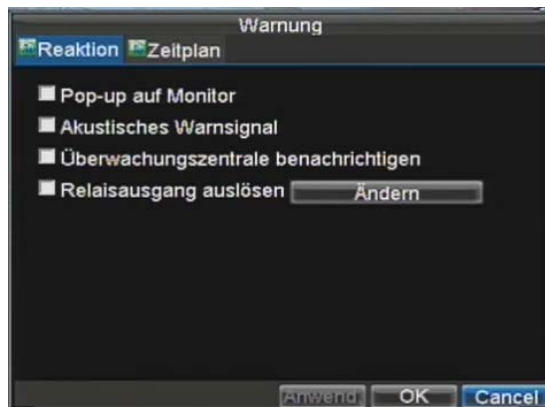 Warnung
Reaktion Zeitplan
Pop-up auf Monitor
Akustisches Warnsignal
Überwachungszentrale benachrichtigen
Relaisausgang auslösen Ändern
Anwend. OK Cancel